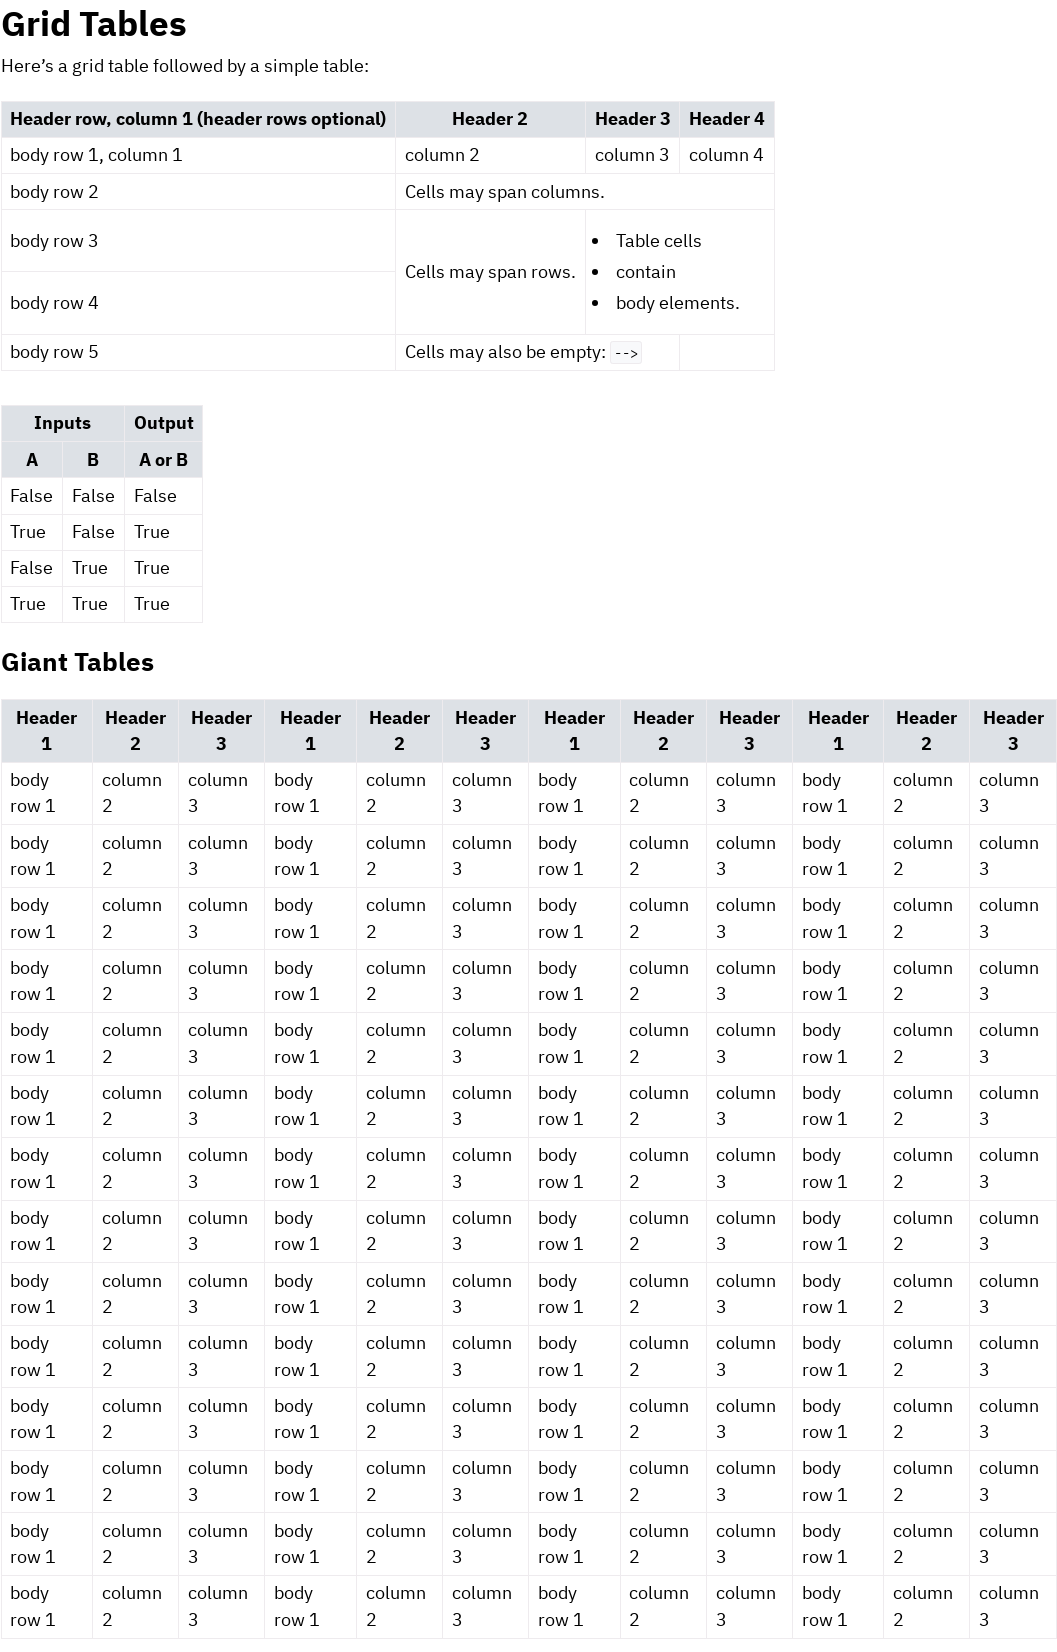 Grid Tables
Here’s a grid table followed by a simple table:
Header row, column 1 (header rows optional) Header 2 Header 3 Header 4
body row 1, column 1 column 2 column 3 column 4
body row 2 Cells may span columns.
body row 3 • Table cells
Cells may span rows. • contain
body row 4 • body elements.
body row 5 Cells may also be empty: -->
Inputs Output
A B A or B
False False False
True False True
False True True
True True True
Giant Tables
Header Header Header Header Header Header Header Header Header Header Header Header
1 2 3 1 2 3 1 2 3 1 2 3
body column column body column column body column column body column column
row 1 2 3 row 1 2 3 row 1 2 3 row 1 2 3
body column column body column column body column column body column column
row 1 2 3 row 1 2 3 row 1 2 3 row 1 2 3
body column column body column column body column column body column column
row 1 2 3 row 1 2 3 row 1 2 3 row 1 2 3
body column column body column column body column column body column column
row 1 2 3 row 1 2 3 row 1 2 3 row 1 2 3
body column column body column column body column column body column column
row 1 2 3 row 1 2 3 row 1 2 3 row 1 2 3
body column column body column column body column column body column column
row 1 2 3 row 1 2 3 row 1 2 3 row 1 2 3
body column column body column column body column column body column column
row 1 2 3 row 1 2 3 row 1 2 3 row 1 2 3
body column column body column column body column column body column column
row 1 2 3 row 1 2 3 row 1 2 3 row 1 2 3
body column column body column column body column column body column column
row 1 2 3 row 1 2 3 row 1 2 3 row 1 2 3
body column column body column column body column column body column column
row 1 2 3 row 1 2 3 row 1 2 3 row 1 2 3
body column column body column column body column column body column column
row 1 2 3 row 1 2 3 row 1 2 3 row 1 2 3
body column column body column column body column column body column column
row 1 2 3 row 1 2 3 row 1 2 3 row 1 2 3
body column column body column column body column column body column column
row 1 2 3 row 1 2 3 row 1 2 3 row 1 2 3
body column column body column column body column column body column column
row 1 2 3 row 1 2 3 row 1 2 3 row 1 2 3